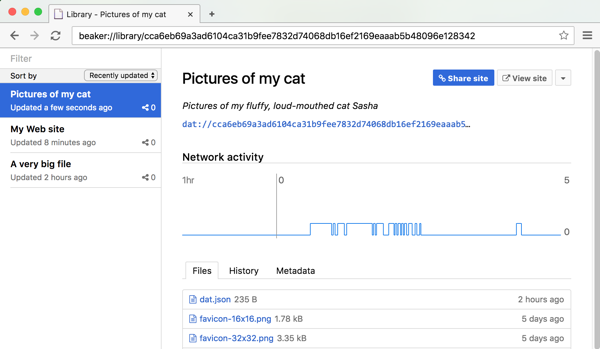 Library - Pictures of my cat
beaker://library/cca6eb69a3ad6104ca31b9fee7832d74068db16ef2169eaaab5b48096e128342
Filter
Sort by Recently updated
Pictures of my cat
Updated a few seconds ago 0
My Web site
Updated 8 minutes ago 0
A very big file
Updated 2 hours ago 0
Pictures of my cat
Share site View site
Pictures of my fluffy, loud-mouthed cat Sasha
dat://cca6eb69a3ad6104ca31b9fee7832d74068db16ef2169eaaab5…
Network activity
1hr 0 5
0
Files History Metadata
dat.json 235 B 2 hours ago
favicon-16x16.png 1.78 kB 5 days ago
favicon-32x32.png 3.35 kB 5 days ago